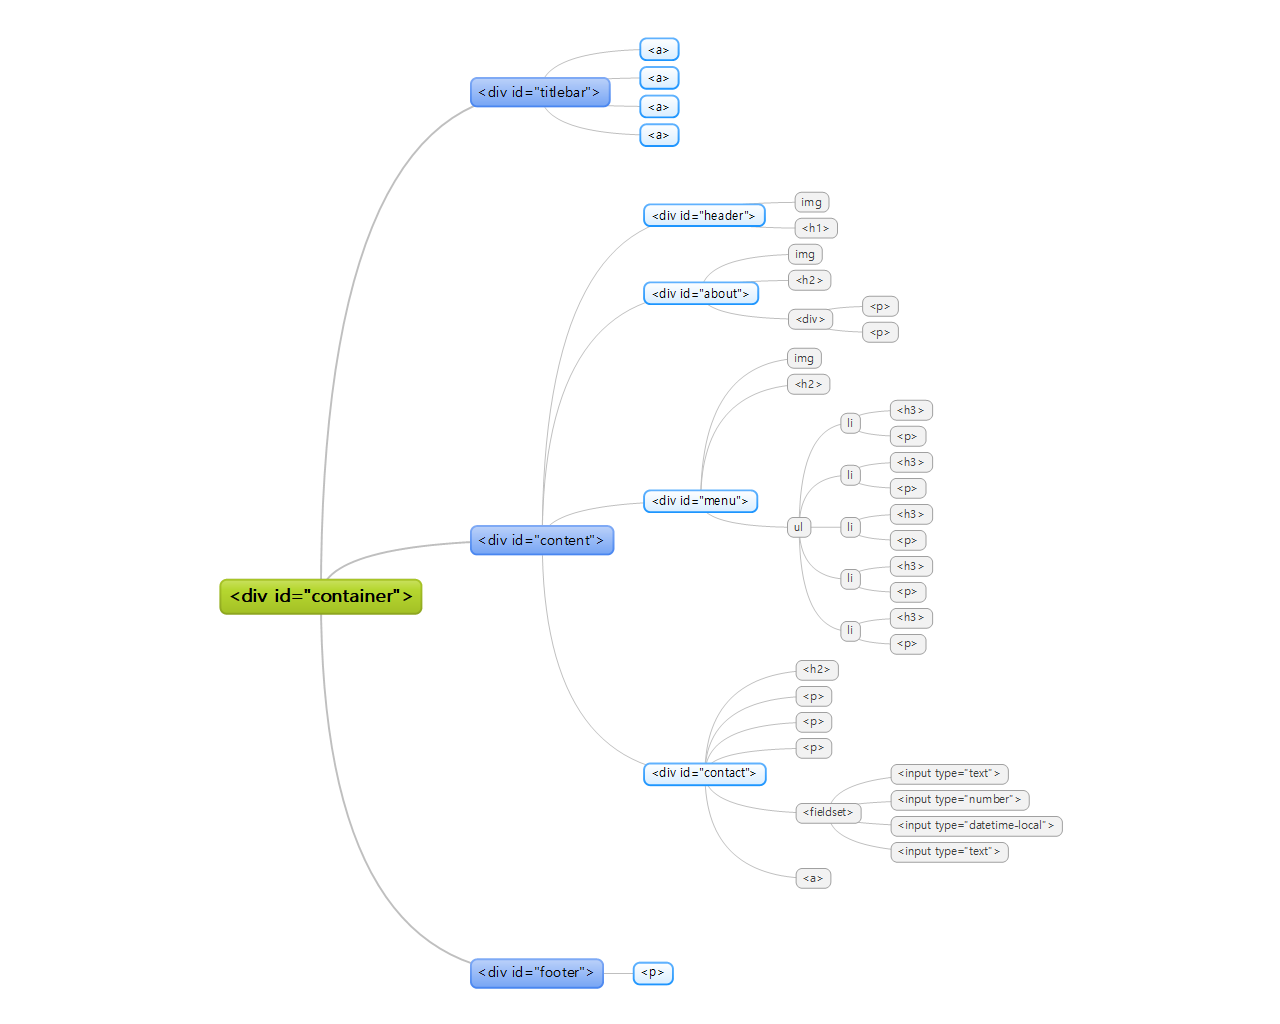 <div id="container">
<div id="titlebar">
<a>
<a>
<a>
<a>
<div id="content">
<div id="header">
img
<h1>
<div id="about">
img
<h2>
<div>
<p>
<p>
<div id="menu">
img
<h2>
ul
li
<h3>
<p>
li
<h3>
<p>
li
<h3>
<p>
li
<h3>
<p>
li
<h3>
<p>
<div id="contact">
<h2>
<p>
<p>
<p>
<fieldset>
<input type="text">
<input type="number">
<input type="datetime-local">
<input type="text">
<a>
<div id="footer">
<p>